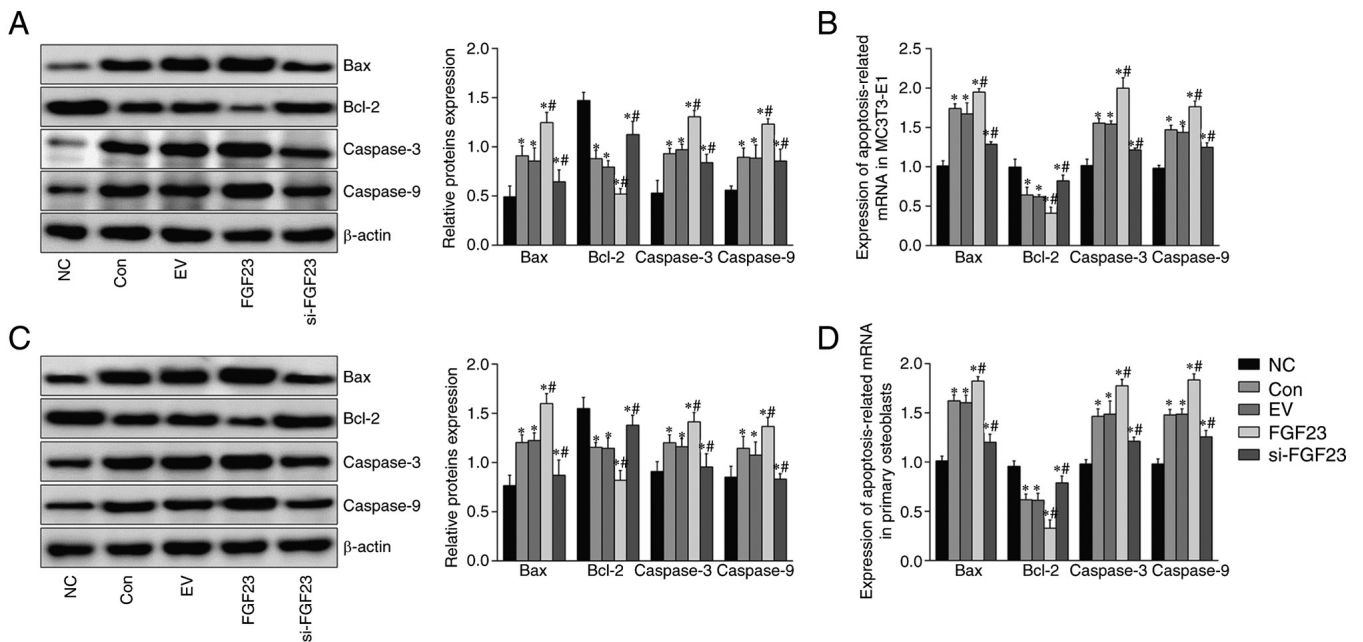 A
Bax
Bcl-2
Caspase-3
Caspase-9
β-actin
NC
Con
EV
FGF23
si-FGF23
Relative proteins expression
2.0
1.5
1.0
0.5
0.0
*
*
*#
*#
*
*
*#
*#
*
*
*#
*#
*
*
*#
*#
Bax
Bcl-2
Caspase-3
Caspase-9
B
Expression of apoptosis-related
mRNA in MC3T3-E1
2.5
2.0
1.5
1.0
0.5
0.0
*
*
*#
*#
*
*
*#
*#
*
*
*#
*#
*
*
*#
*#
Bax
Bcl-2
Caspase-3
Caspase-9
C
Bax
Bcl-2
Caspase-3
Caspase-9
β-actin
NC
Con
EV
FGF23
si-FGF23
Relative proteins expression
2.0
1.5
1.0
0.5
0.0
*
*
*#
*#
*
*
*#
*#
*
*
*#
*#
*
*
*#
*#
Bax
Bcl-2
Caspase-3
Caspase-9
D
Expression of apoptosis-related mRNA
in primary osteoblasts
2.0
1.5
1.0
0.5
0.0
*
*
*#
*#
*
*
*#
*#
*
*
*#
*#
*
*
*#
*#
Bax
Bcl-2
Caspase-3
Caspase-9
NC
Con
EV
FGF23
si-FGF23